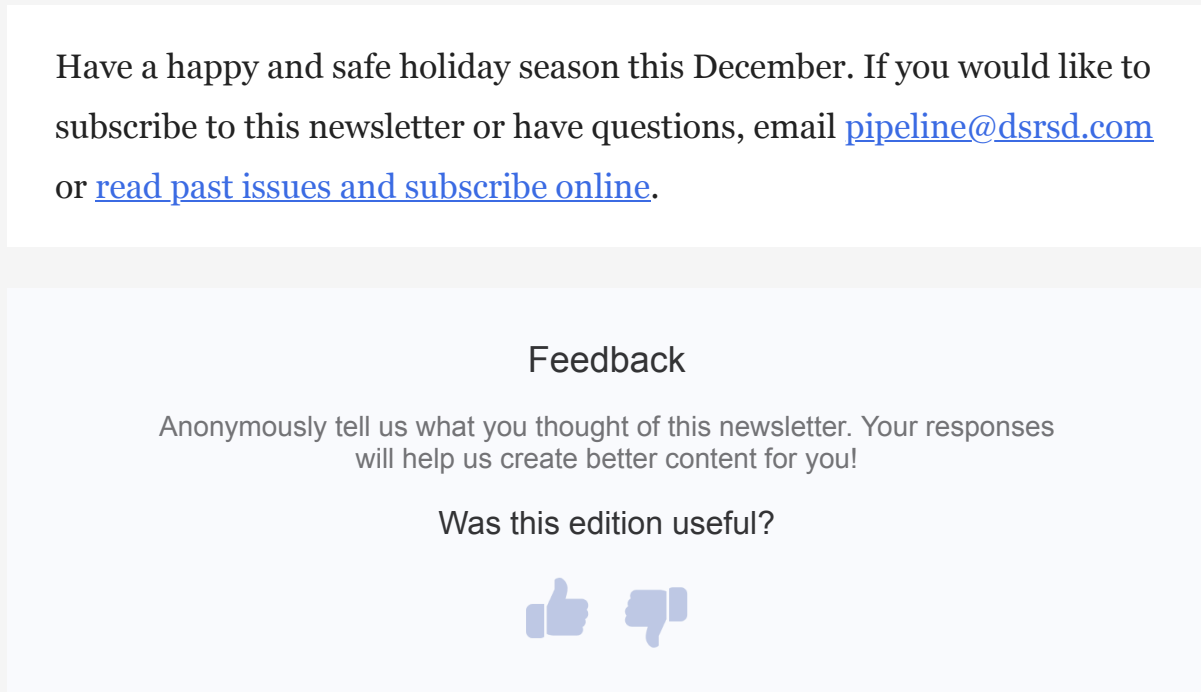 Have a happy and safe holiday season this December. If you would like to
subscribe to this newsletter or have questions, email pipeline@dsrsd.com
or read past issues and subscribe online.
Feedback
Anonymously tell us what you thought of this newsletter. Your responses
will help us create better content for you!
Was this edition useful?